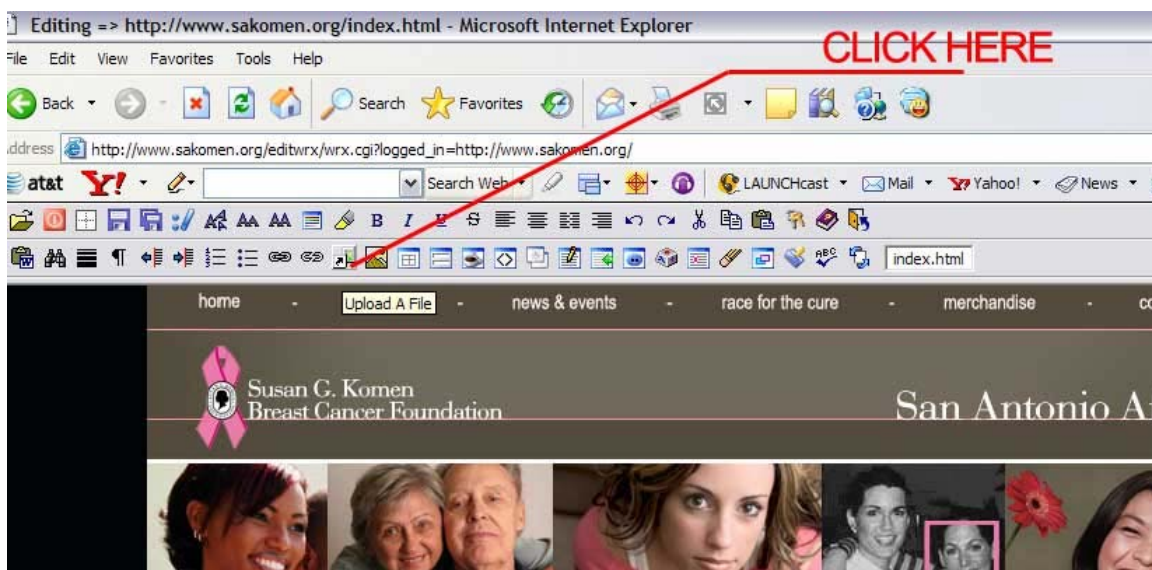 Editing => http://www.sakomen.org/index.html - Microsoft Internet Explorer
CLICK HERE
File Edit View Favorites Tools Help
Back Search Favorites
Address http://www.sakomen.org/editwrx/wrx.cgi?logged_in=http://www.sakomen.org/
at&t Y! Search Web LAUNCHcast Mail Yahoo! News
B I U S
ABC index.html
home - Upload A File - news & events - race for the cure - merchandise - co
Susan G. Komen
Breast Cancer Foundation
San Antonio A